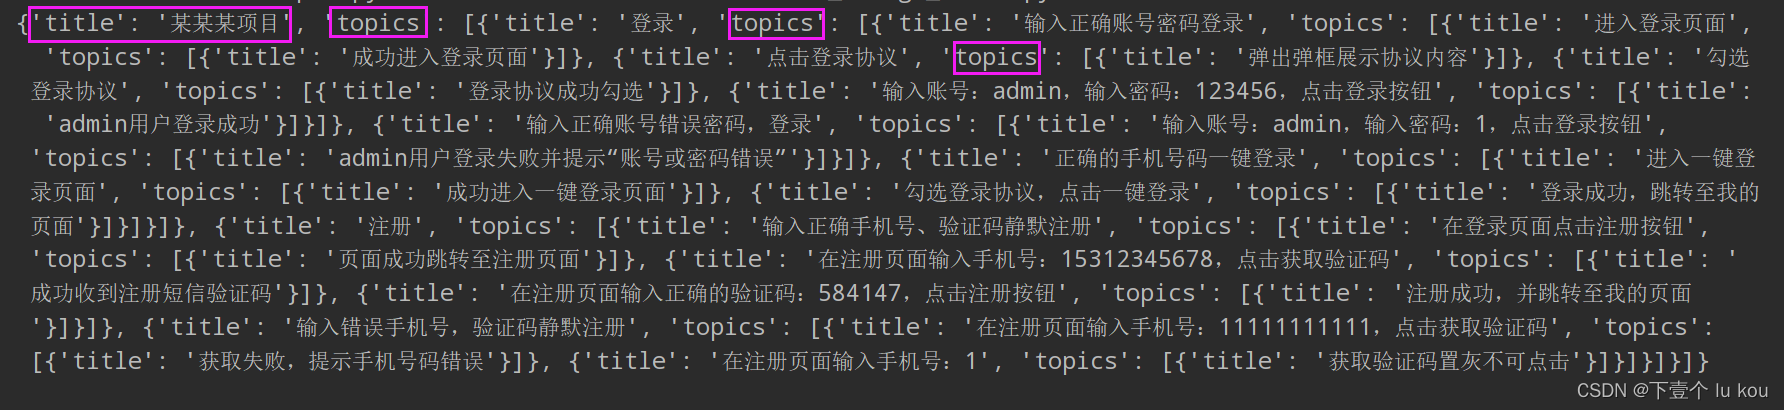 {'title': '某某某项目', 'topics': [{'title': '登录', 'topics': [{'title': '输入正确账号密码登录', 'topics': [{'title': '进入登录页面',
'topics': [{'title': '成功进入登录页面'}]}, {'title': '点击登录协议', 'topics': [{'title': '弹出弹框展示协议内容'}]}, {'title': '勾选
登录协议', 'topics': [{'title': '登录协议成功勾选'}]}, {'title': '输入账号：admin，输入密码：123456，点击登录按钮', 'topics': [{'title':
'admin用户登录成功'}]}]}, {'title': '输入正确账号错误密码，登录', 'topics': [{'title': '输入账号：admin，输入密码：1，点击登录按钮',
'topics': [{'title': 'admin用户登录失败并提示“账号或密码错误”'}]}]}, {'title': '正确的手机号码一键登录', 'topics': [{'title': '进入一键登
录页面', 'topics': [{'title': '成功进入一键登录页面'}]}, {'title': '勾选登录协议，点击一键登录', 'topics': [{'title': '登录成功，跳转至我的
页面'}]}]}]}, {'title': '注册', 'topics': [{'title': '输入正确手机号、验证码静默注册', 'topics': [{'title': '在登录页面点击注册按钮',
'topics': [{'title': '页面成功跳转至注册页面'}]}, {'title': '在注册页面输入手机号：15312345678，点击获取验证码', 'topics': [{'title': '
成功收到注册短信验证码'}]}, {'title': '在注册页面输入正确的验证码：584147，点击注册按钮', 'topics': [{'title': '注册成功，并跳转至我的页面
'}]}]}, {'title': '输入错误手机号，验证码静默注册', 'topics': [{'title': '在注册页面输入手机号：11111111111，点击获取验证码', 'topics':
[{'title': '获取失败，提示手机号码错误'}]}, {'title': '在注册页面输入手机号：1', 'topics': [{'title': '获取验证码置灰不可点击'}]}]}]}]}
CSDN @下壹个 lu kou